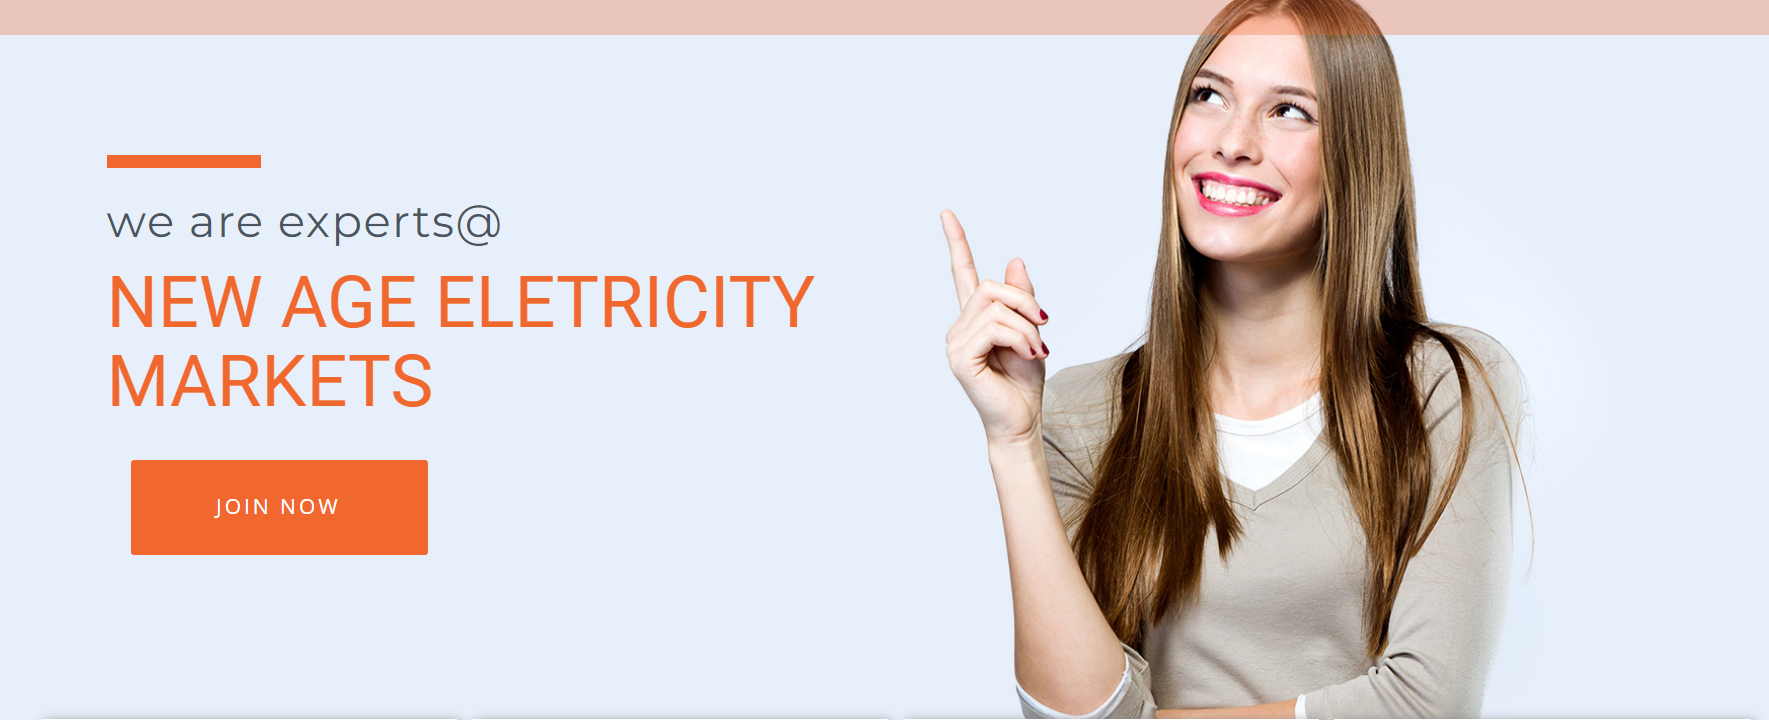 we are experts@
NEW AGE ELETRICITY
MARKETS
JOIN NOW